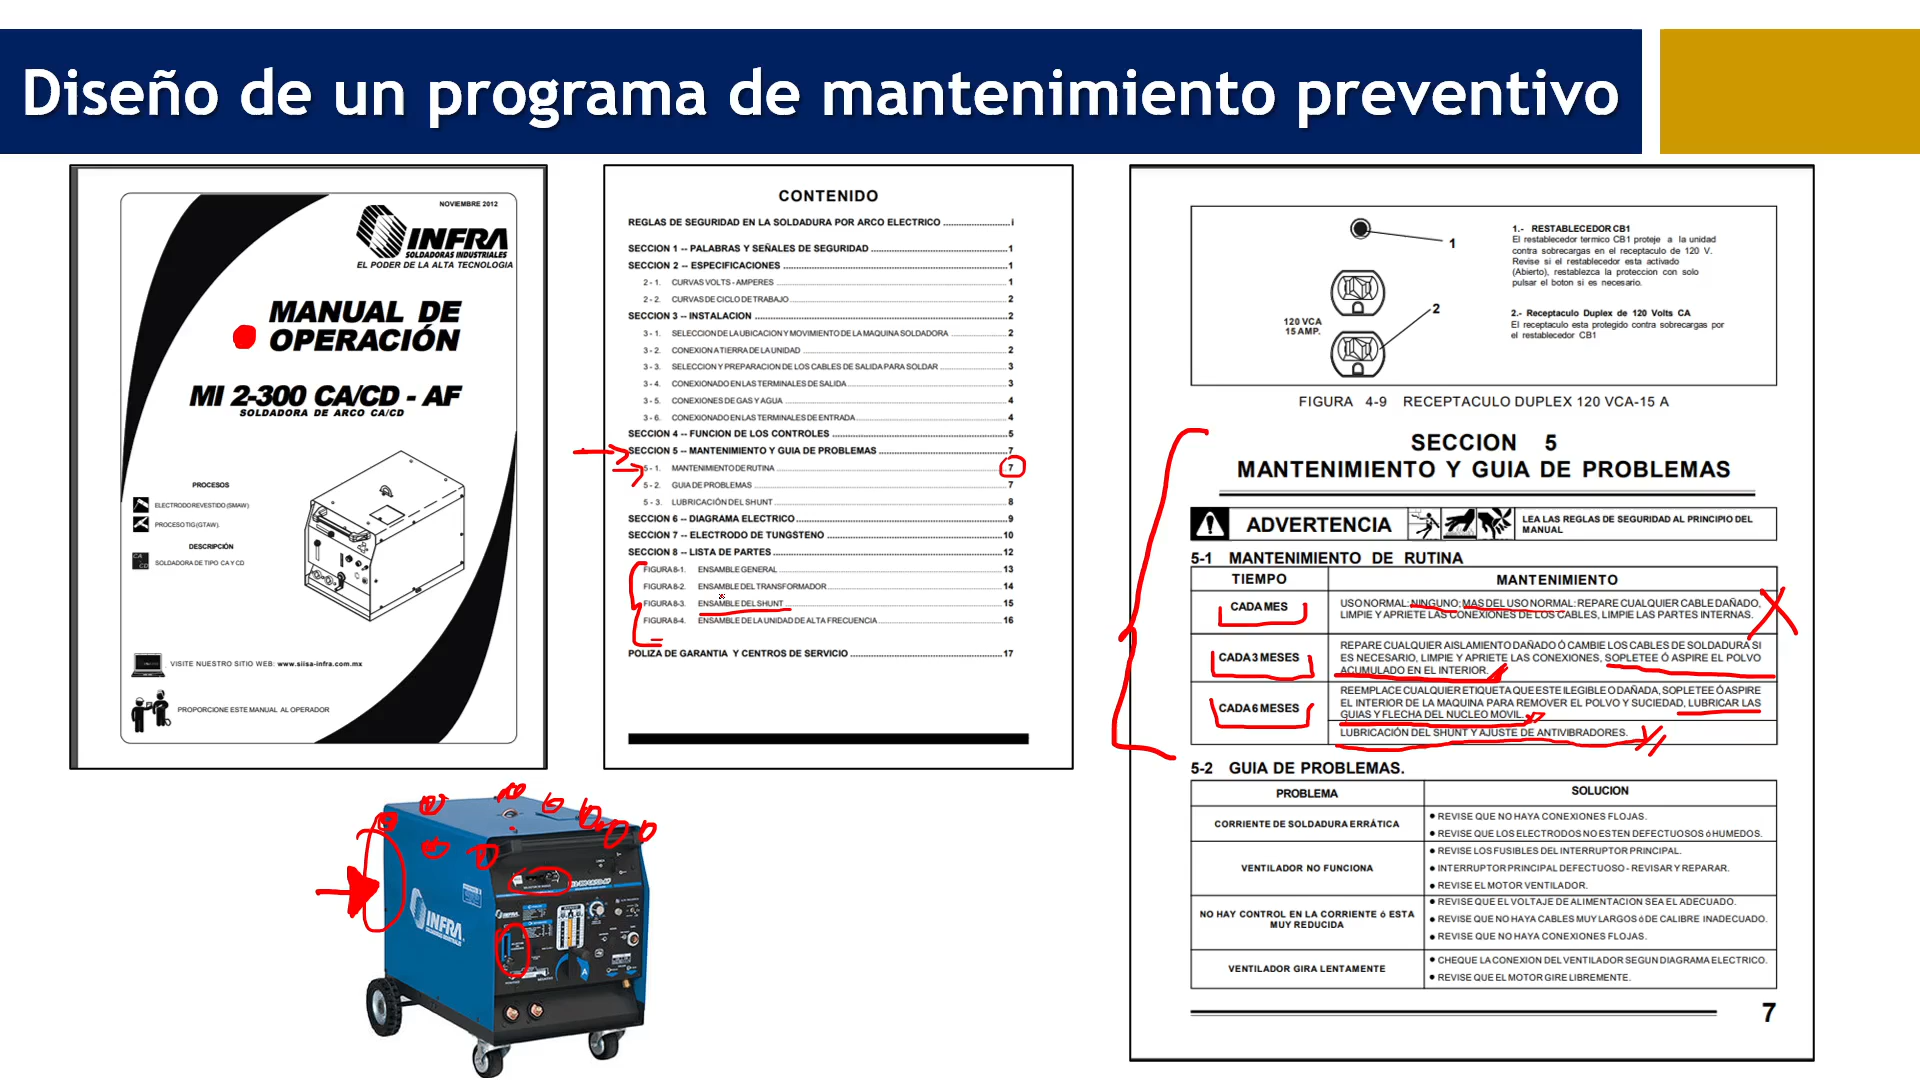 Diseño de un programa de mantenimiento preventivo
NOVIEMBRE 2012
INFRA
SOLDADORAS INDUSTRIALES
EL PODER DE LA ALTA TECNOLOGIA
MANUAL DE
OPERACIÓN
MI 2-300 CA/CD - AF
SOLDADORA DE ARCO CA/CD
PROCESOS
ELECTRODO REVESTIDO (SMAW)
PROCESO TIG (GTAW).
DESCRIPCIÓN
SOLDADORA DE TIPO CA Y CD
VISITE NUESTRO SITIO WEB: www.siisa-infra.com.mx
PROPORCIONE ESTE MANUAL AL OPERADOR
CONTENIDO
REGLAS DE SEGURIDAD EN LA SOLDADURA POR ARCO ELECTRICO i
SECCION 1 -- PALABRAS Y SEÑALES DE SEGURIDAD 1
SECCION 2 -- ESPECIFICACIONES 1
2 - 1. CURVAS VOLTS - AMPERES 1
2 - 2. CURVAS DE CICLO DE TRABAJO 2
SECCION 3 -- INSTALACION 2
3 - 1. SELECCION DE LA UBICACION Y MOVIMIENTO DE LA MAQUINA SOLDADORA 2
3 - 2. CONEXION A TIERRA DE LA UNIDAD 2
3 - 3. SELECCION Y PREPARACION DE LOS CABLES DE SALIDA PARA SOLDAR 3
3 - 4. CONEXIONADO EN LAS TERMINALES DE SALIDA 3
3 - 5. CONEXIONES DE GAS Y AGUA 4
3 - 6. CONEXIONADO EN LAS TERMINALES DE ENTRADA 4
SECCION 4 -- FUNCION DE LOS CONTROLES 5
SECCION 5 -- MANTENIMIENTO Y GUIA DE PROBLEMAS 7
5 - 1. MANTENIMIENTO DE RUTINA 7
5 - 2. GUIA DE PROBLEMAS 7
5 - 3. LUBRICACIÓN DEL SHUNT 8
SECCION 6 -- DIAGRAMA ELECTRICO 9
SECCION 7 -- ELECTRODO DE TUNGSTENO 10
SECCION 8 -- LISTA DE PARTES 12
FIGURA 8-1. ENSAMBLE GENERAL 13
FIGURA 8-2. ENSAMBLE DEL TRANSFORMADOR 14
FIGURA 8-3. ENSAMBLE DEL SHUNT 15
FIGURA 8-4. ENSAMBLE DE LA UNIDAD DE ALTA FRECUENCIA 16
POLIZA DE GARANTIA Y CENTROS DE SERVICIO 17
1
2
120 VCA
15 AMP.
1.- RESTABLECEDOR CB1
El restablecedor termico CB1 proteje a la unidad
contra sobrecargas en el receptaculo de 120 V.
Revise si el restablecedor esta activado
(Abierto), restablezca la proteccion con solo
pulsar el boton si es necesario.
2.- Receptaculo Duplex de 120 Volts CA
El receptaculo esta protegido contra sobrecargas por
el restablecedor CB1
FIGURA 4-9 RECEPTACULO DUPLEX 120 VCA-15 A
SECCION 5
MANTENIMIENTO Y GUIA DE PROBLEMAS
ADVERTENCIA
LEA LAS REGLAS DE SEGURIDAD AL PRINCIPIO DEL
MANUAL
5-1 MANTENIMIENTO DE RUTINA
TIEMPO MANTENIMIENTO
CADA MES
USO NORMAL: NINGUNO; MAS DEL USO NORMAL: REPARE CUALQUIER CABLE DAÑADO,
LIMPIE Y APRIETE LAS CONEXIONES DE LOS CABLES, LIMPIE LAS PARTES INTERNAS.
CADA 3 MESES
REPARE CUALQUIER AISLAMIENTO DAÑADO Ó CAMBIE LOS CABLES DE SOLDADURA SI
ES NECESARIO, LIMPIE Y APRIETE LAS CONEXIONES, SOPLETEE Ó ASPIRE EL POLVO
ACUMULADO EN EL INTERIOR.
CADA 6 MESES
REEMPLACE CUALQUIER ETIQUETA QUE ESTE ILEGIBLE O DAÑADA, SOPLETEE Ó ASPIRE
EL INTERIOR DE LA MAQUINA PARA REMOVER EL POLVO Y SUCIEDAD, LUBRICAR LAS
GUIAS Y FLECHA DEL NUCLEO MOVIL.
LUBRICACIÓN DEL SHUNT Y AJUSTE DE ANTIVIBRADORES.
5-2 GUIA DE PROBLEMAS.
PROBLEMA SOLUCION
CORRIENTE DE SOLDADURA ERRÁTICA
● REVISE QUE NO HAYA CONEXIONES FLOJAS.
● REVISE QUE LOS ELECTRODOS NO ESTEN DEFECTUOSOS ó HUMEDOS.
VENTILADOR NO FUNCIONA
● REVISE LOS FUSIBLES DEL INTERRUPTOR PRINCIPAL.
● INTERRUPTOR PRINCIPAL DEFECTUOSO - REVISAR Y REPARAR.
● REVISE EL MOTOR VENTILADOR.
NO HAY CONTROL EN LA CORRIENTE ó ESTA
MUY REDUCIDA
● REVISE QUE EL VOLTAJE DE ALIMENTACION SEA EL ADECUADO.
● REVISE QUE NO HAYA CABLES MUY LARGOS ó DE CALIBRE INADECUADO.
● REVISE QUE NO HAYA CONEXIONES FLOJAS.
VENTILADOR GIRA LENTAMENTE
● CHEQUE LA CONEXION DEL VENTILADOR SEGUN DIAGRAMA ELECTRICO.
● REVISE QUE EL MOTOR GIRE LIBREMENTE.
7
INFRA
INFRA